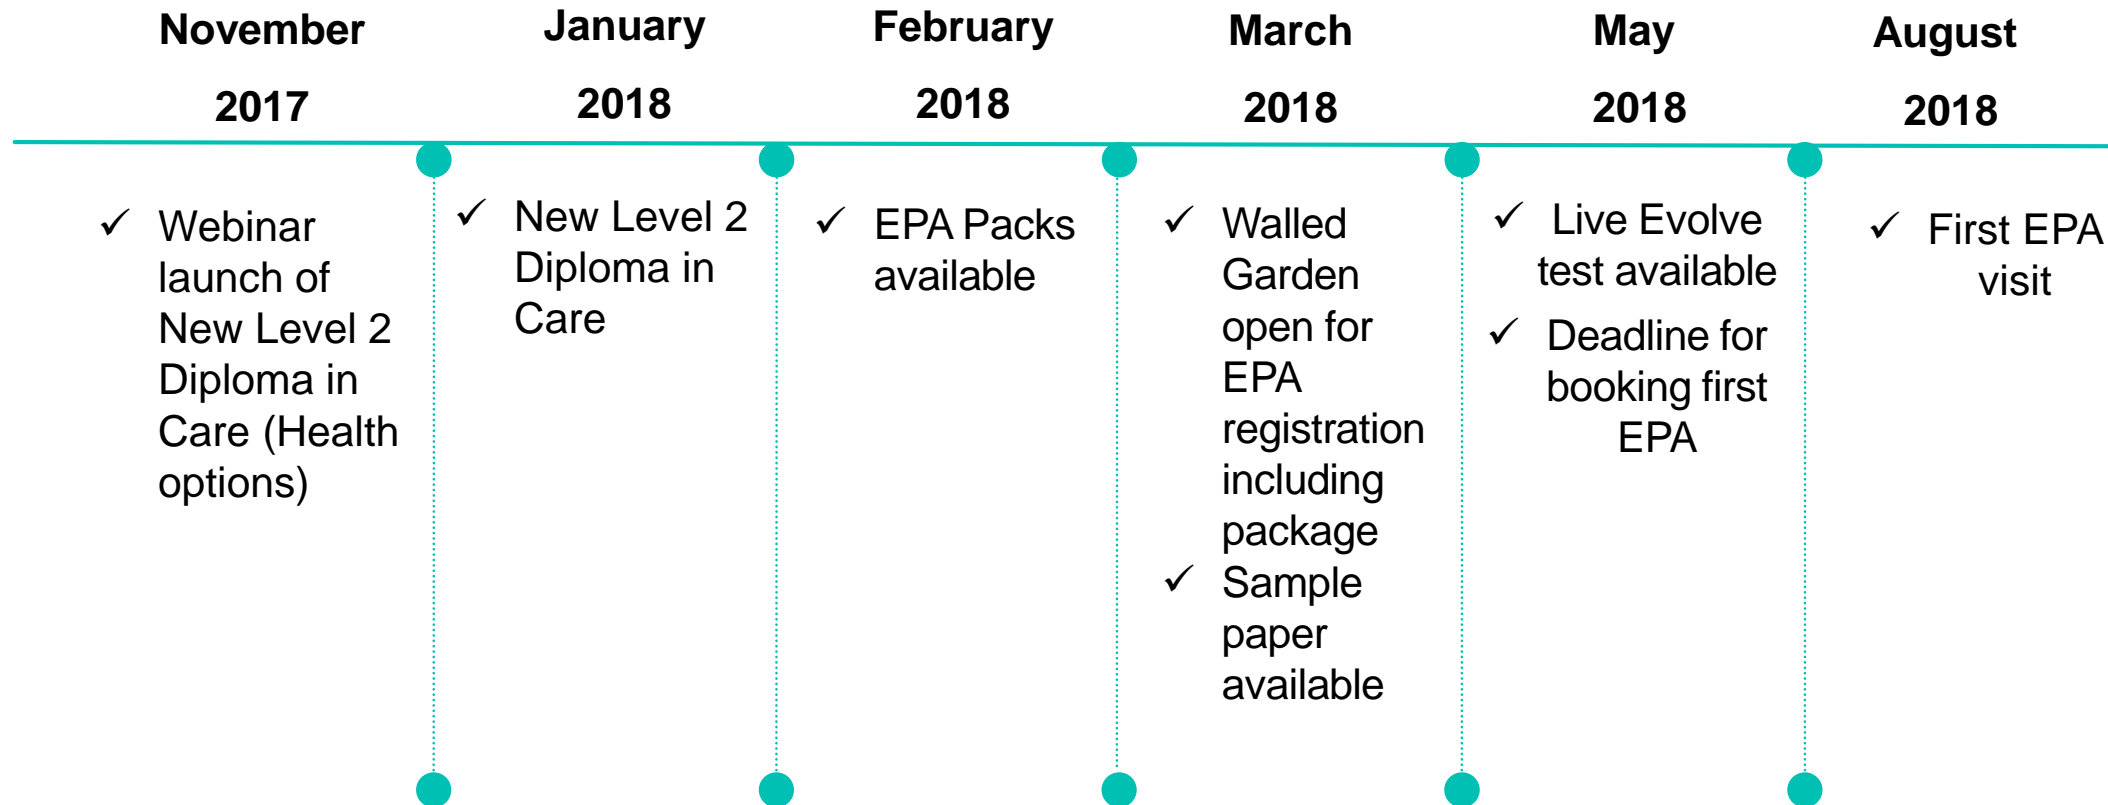 November
2017
✓ Webinar
launch of
New Level 2
Diploma in
Care (Health
options)
January
2018
✓ New Level 2
Diploma in
Care
February
2018
✓ EPA Packs
available
March
2018
✓ Walled
Garden
open for
EPA
registration
including
package
✓ Sample
paper
available
May
2018
✓ Live Evolve
test available
✓ Deadline for
booking first
EPA
August
2018
✓ First EPA
visit